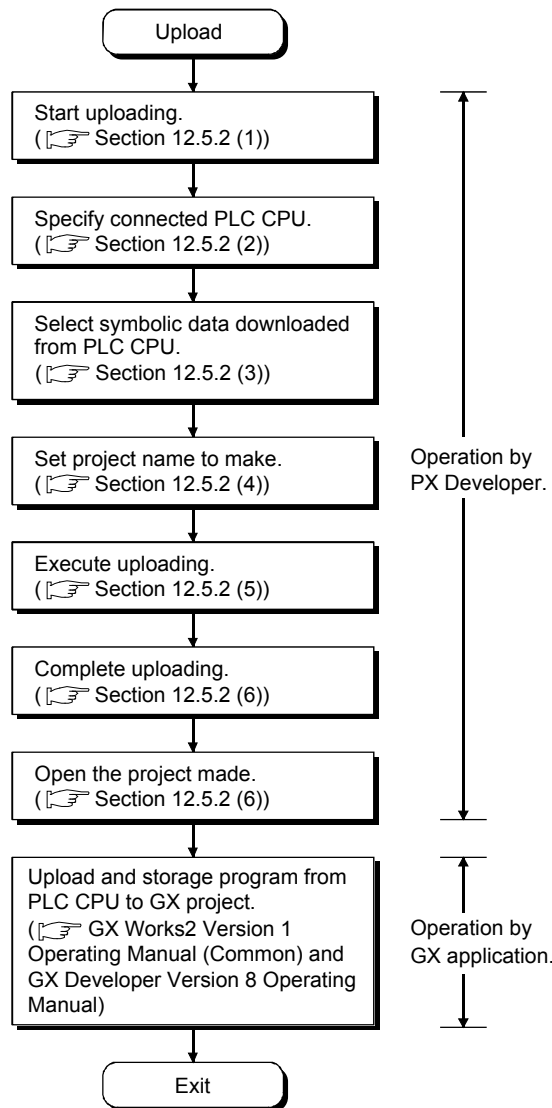 Upload
Start uploading.
( ☞ Section 12.5.2 (1))
Specify connected PLC CPU.
( ☞ Section 12.5.2 (2))
Select symbolic data downloaded
from PLC CPU.
( ☞ Section 12.5.2 (3))
Set project name to make.
( ☞ Section 12.5.2 (4))
Execute uploading.
( ☞ Section 12.5.2 (5))
Complete uploading.
( ☞ Section 12.5.2 (6))
Open the project made.
( ☞ Section 12.5.2 (6))
Operation by
PX Developer.
Upload and storage program from
PLC CPU to GX project.
( ☞ GX Works2 Version 1
Operating Manual (Common) and
GX Developer Version 8 Operating
Manual)
Operation by
GX application.
Exit